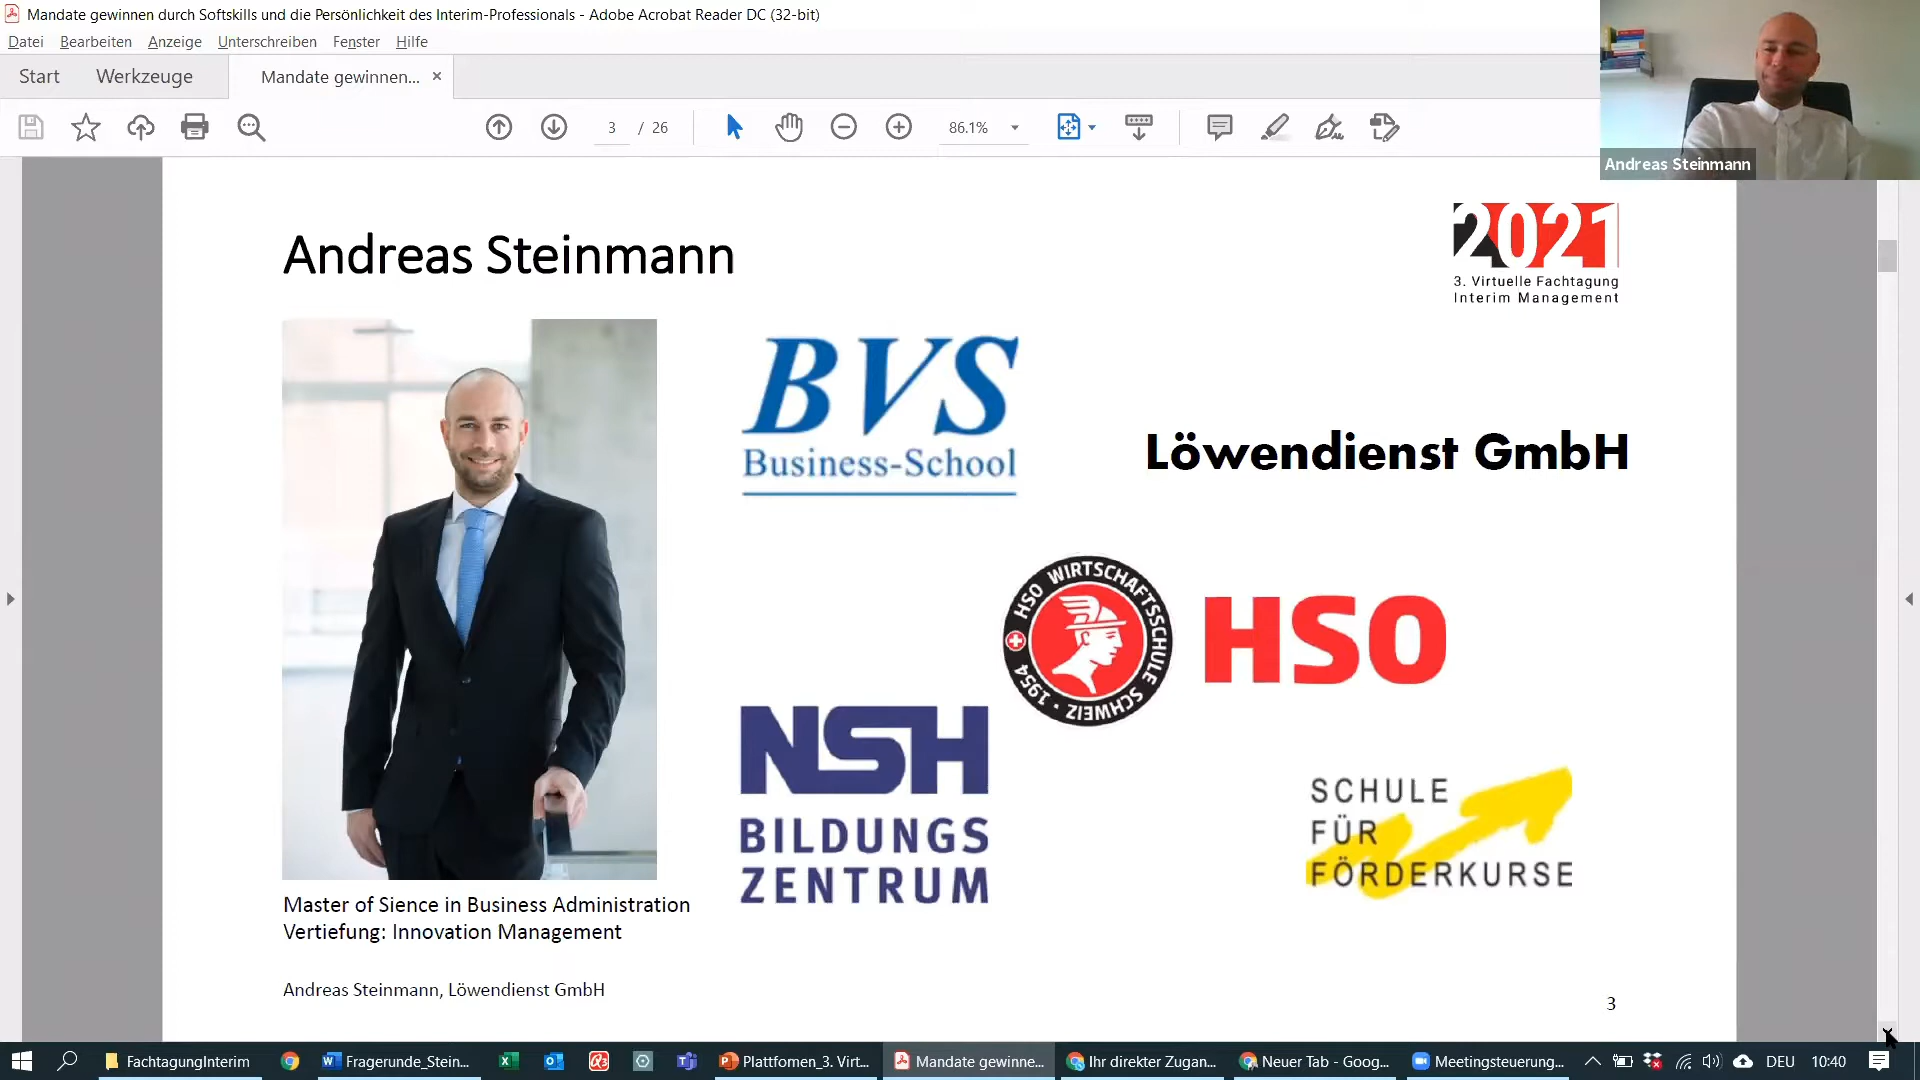 Mandate gewinnen durch Softskills und die Persönlichkeit des Interim-Professionals - Adobe Acrobat Reader DC (32-bit)
Datei Bearbeiten Anzeige Unterschreiben Fenster Hilfe
Start Werkzeuge Mandate gewinnen... ×
3 / 26 86.1%
Andreas Steinmann
Andreas Steinmann
2021
3. Virtuelle Fachtagung
Interim Management
BVS
Business-School
Löwendienst GmbH
HSO WIRTSCHAFTSSCHULE SCHWEIZ · 1954
HSO
NSH
BILDUNGS
ZENTRUM
SCHULE
FÜR
FÖRDERKURSE
Master of Sience in Business Administration
Vertiefung: Innovation Management
Andreas Steinmann, Löwendienst GmbH
3
FachtagungInterim Fragerunde_Stein... Plattfomen_3. Virt... Mandate gewinne... Ihr direkter Zugan... Neuer Tab - Goog... Meetingsteuerung... DEU 10:40